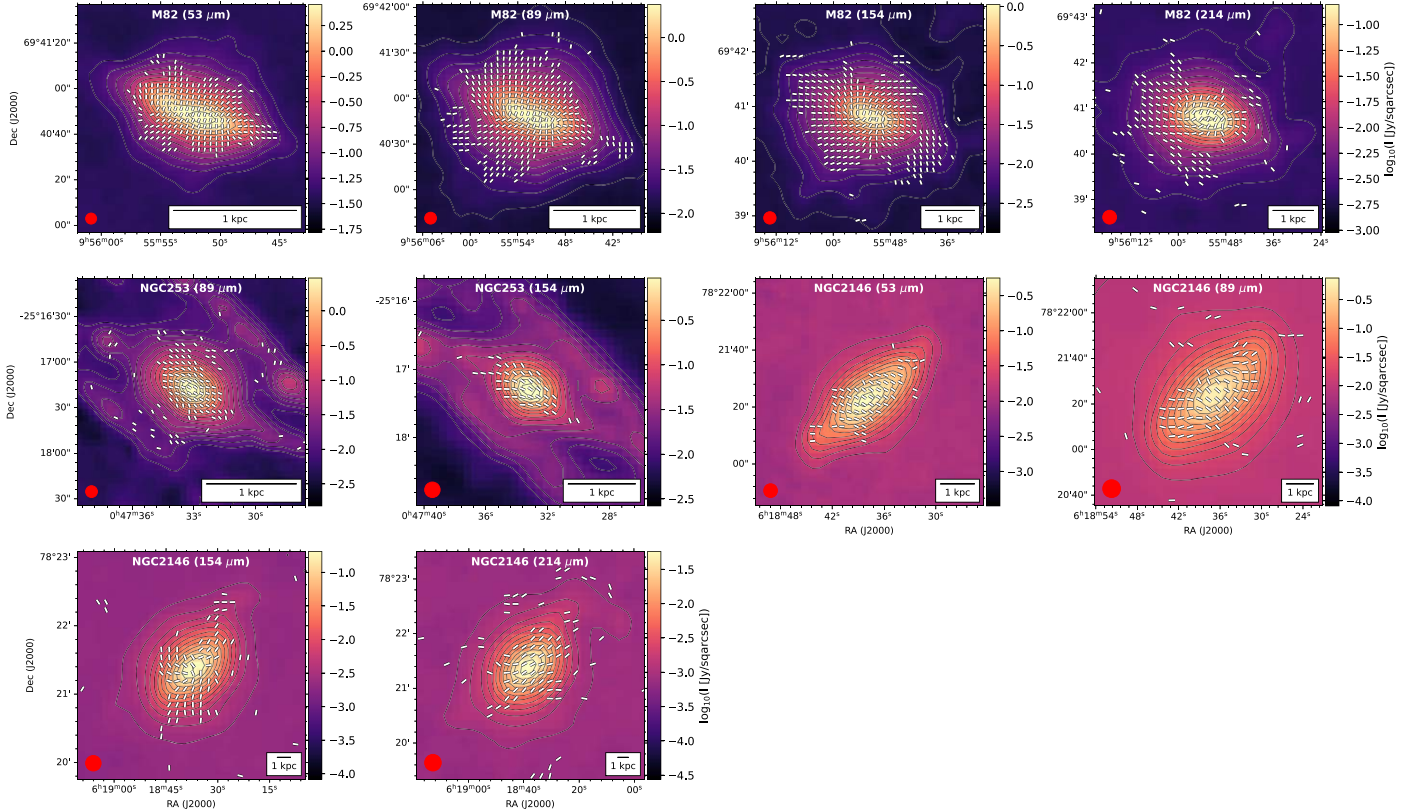 M82 (53 μm)
69°41'20"
00"
40'40"
20"
00"
Dec (J2000)
1 kpc
9h56m00s
55s
50s
45s
0.25
0.00
−0.25
−0.50
−0.75
−1.00
−1.25
−1.50
−1.75
M82 (89 μm)
69°42'00"
41'30"
00"
40'30"
00"
1 kpc
9h56m06s
00s
55m54s
48s
42s
0.0
−0.5
−1.0
−1.5
−2.0
M82 (154 μm)
69°42'
41'
40'
39'
1 kpc
9h56m12s
00s
55m48s
36s
0.0
−0.5
−1.0
−1.5
−2.0
−2.5
M82 (214 μm)
69°43'
42'
41'
40'
39'
1 kpc
9h56m12s
00s
55m48s
36s
24s
−1.00
−1.25
−1.50
−1.75
−2.00
−2.25
−2.50
−2.75
−3.00
log10(I [Jy/sqarcsec])
NGC253 (89 μm)
-25°16'30"
17'00"
30"
18'00"
30"
Dec (J2000)
1 kpc
0h47m36s
33s
30s
0.0
−0.5
−1.0
−1.5
−2.0
−2.5
NGC253 (154 μm)
-25°16'
17'
18'
1 kpc
0h47m40s
36s
32s
28s
−0.5
−1.0
−1.5
−2.0
−2.5
NGC2146 (53 μm)
78°22'00"
21'40"
20"
00"
1 kpc
6h18m48s
42s
36s
30s
RA (J2000)
−0.5
−1.0
−1.5
−2.0
−2.5
−3.0
NGC2146 (89 μm)
78°22'00"
21'40"
20"
00"
20'40"
1 kpc
6h18m54s
48s
42s
36s
30s
24s
RA (J2000)
−0.5
−1.0
−1.5
−2.0
−2.5
−3.0
−3.5
−4.0
log10(I [Jy/sqarcsec])
NGC2146 (154 μm)
78°23'
22'
21'
20'
Dec (J2000)
1 kpc
6h19m00s
18m45s
30s
15s
RA (J2000)
−1.0
−1.5
−2.0
−2.5
−3.0
−3.5
−4.0
NGC2146 (214 μm)
78°23'
22'
21'
20'
1 kpc
6h19m00s
18m40s
20s
00s
RA (J2000)
−1.5
−2.0
−2.5
−3.0
−3.5
−4.0
−4.5
log10(I [Jy/sqarcsec])